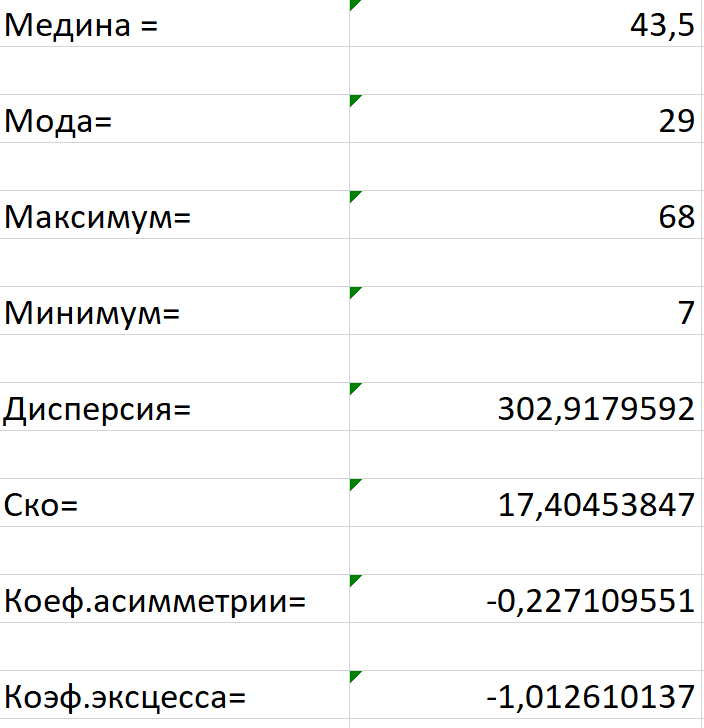 Медина = 43,5
Мода= 29
Максимум= 68
Минимум= 7
Дисперсия= 302,9179592
Ско= 17,40453847
Коеф.асимметрии= -0,227109551
Коэф.эксцесса= -1,012610137